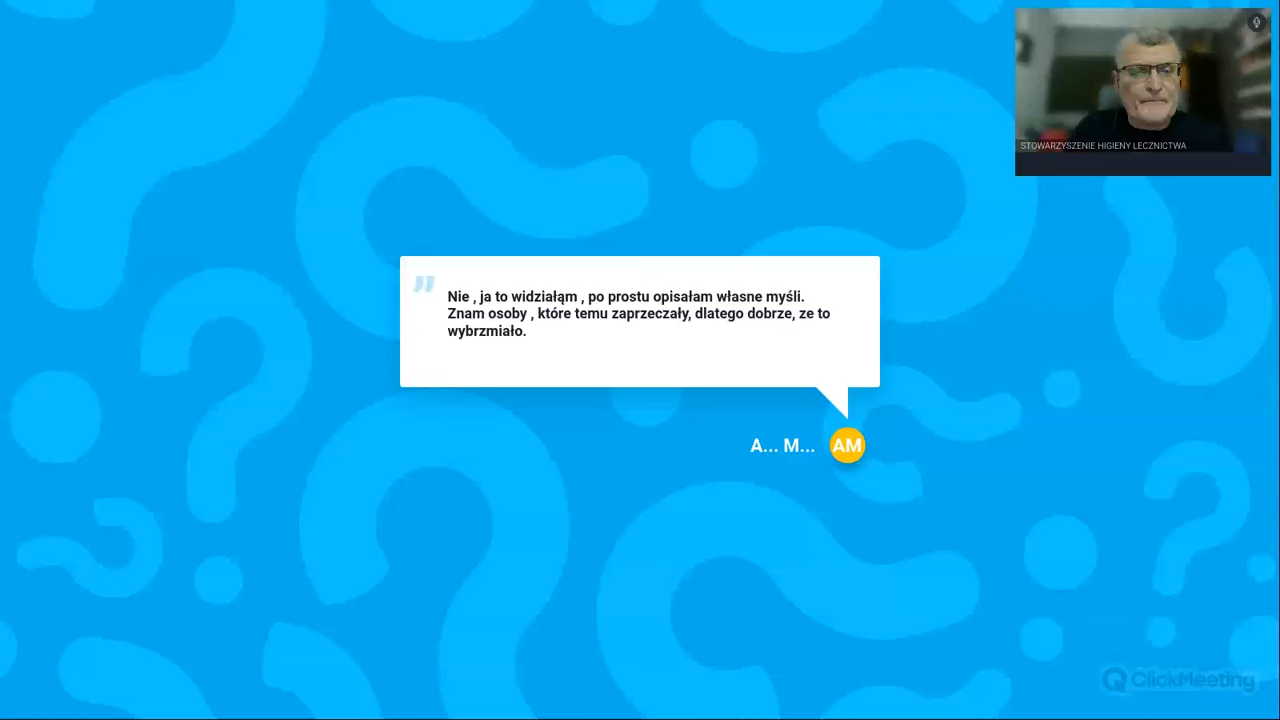 STOWARZYSZENIE HIGIENY LECZNICTWA
Nie , ja to widziałąm , po prostu opisałam własne myśli.
Znam osoby , które temu zaprzeczały, dlatego dobrze, ze to
wybrzmiało.
A... M... AM
ClickMeeting